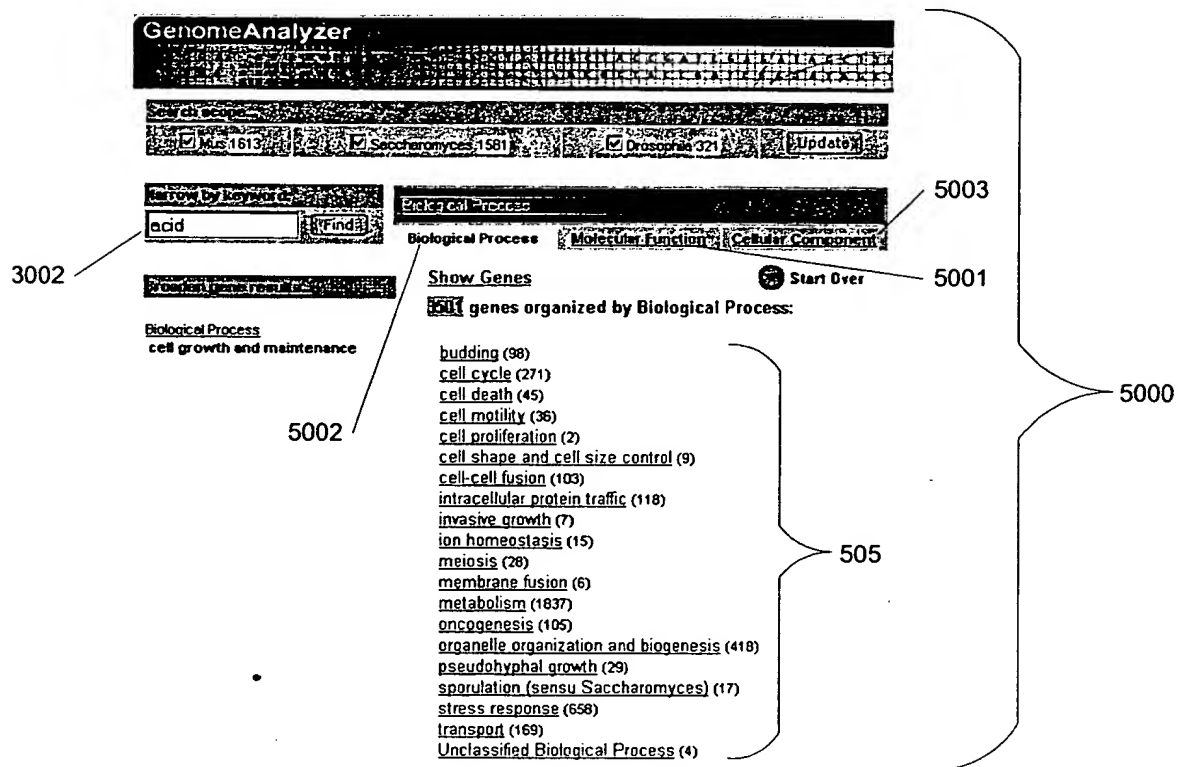 GenomeAnalyzer
Mus 1613 Saccharomyces 1581 Drosophila 321 Update
Narrow by keyword:
acid Find
Biological Process
Biological Process Molecular Function Cellular Component
Show Genes Start Over
genes organized by Biological Process:
Biological Process
cell growth and maintenance
budding (98)
cell cycle (271)
cell death (45)
cell motility (36)
cell proliferation (2)
cell shape and cell size control (9)
cell-cell fusion (103)
intracellular protein traffic (118)
invasive growth (7)
ion homeostasis (15)
meiosis (28)
membrane fusion (6)
metabolism (1837)
oncogenesis (105)
organelle organization and biogenesis (418)
pseudohyphal growth (29)
sporulation (sensu Saccharomyces) (17)
stress response (658)
transport (169)
Unclassified Biological Process (4)
3002
5002
5003
5001
505
5000